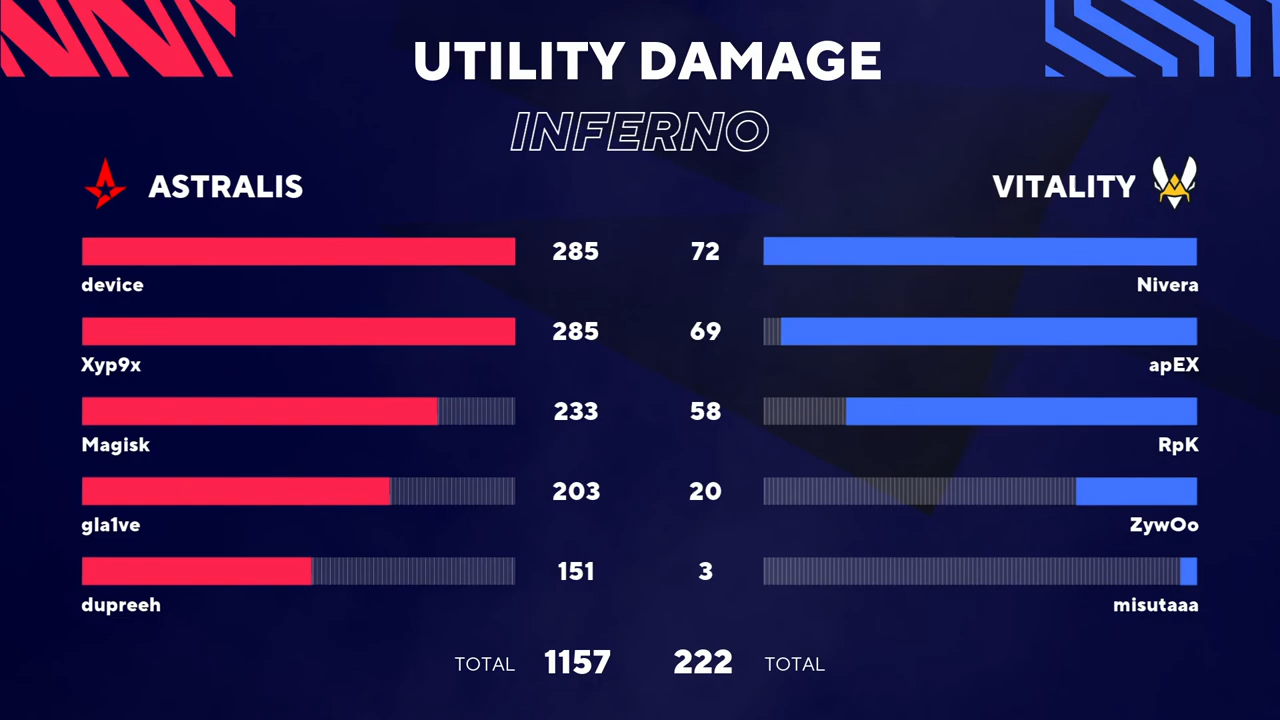 UTILITY DAMAGE
INFERNO
ASTRALIS VITALITY
285 72
device Nivera
285 69
Xyp9x apEX
233 58
Magisk RpK
203 20
gla1ve ZywOo
151 3
dupreeh misutaaa
TOTAL 1157 222 TOTAL